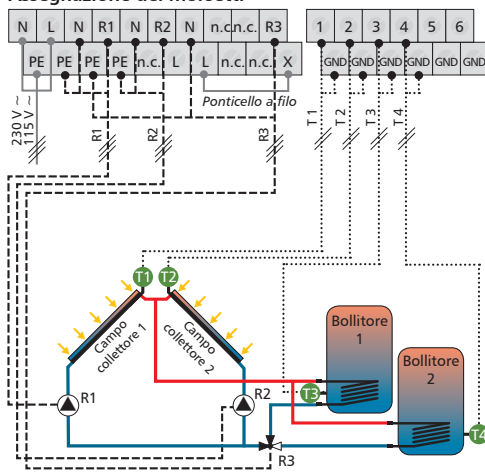 Assegnazione dei morsetti
N L N R1 N R2 N n.c. n.c. R3
1 2 3 4 5 6
PE PE PE n.c. PE n.c. L L n.c. n.c. X
GND GND GND GND GND GND
230 V ~
115 V ~
R1
R2
Ponticello a filo
R3
T 1
T 2
T 3
T 4
T1 T2
Campo
collettore 1
Campo
collettore 2
Bollitore
1
Bollitore
2
R1
R2
T3
T4
R3